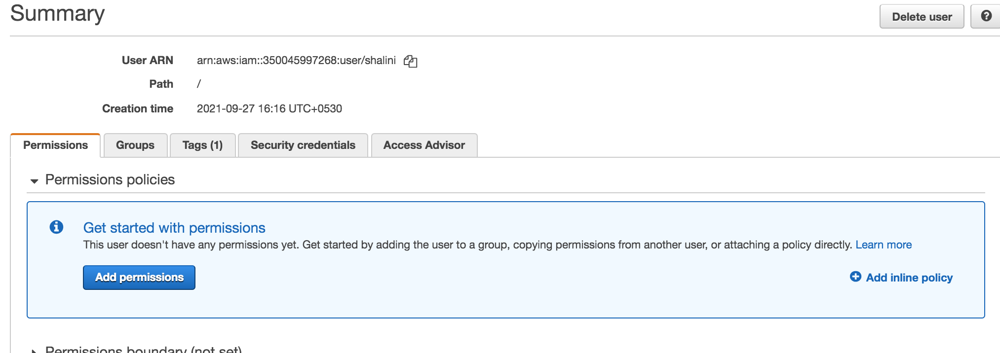 Summary
Delete user
?
User ARN arn:aws:iam::350045997268:user/shalini
Path /
Creation time 2021-09-27 16:16 UTC+0530
Permissions Groups Tags (1) Security credentials Access Advisor
Permissions policies
Get started with permissions
This user doesn't have any permissions yet. Get started by adding the user to a group, copying permissions from another user, or attaching a policy directly. Learn more
Add permissions
Add inline policy
Permissions boundary (not set)